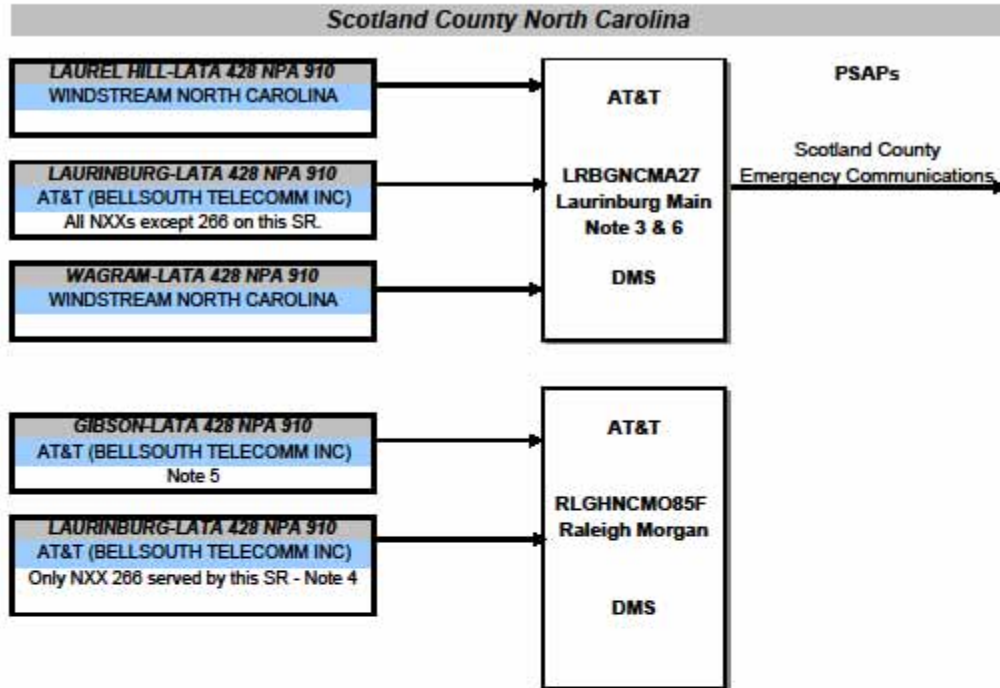 Scotland County North Carolina
LAUREL HILL-LATA 428 NPA 910
WINDSTREAM NORTH CAROLINA
LAURINBURG-LATA 428 NPA 910
AT&T (BELLSOUTH TELECOMM INC)
All NXXs except 266 on this SR.
WAGRAM-LATA 428 NPA 910
WINDSTREAM NORTH CAROLINA
AT&T
LRBGNCMA27
Laurinburg Main
Note 3 & 6
DMS
PSAPs
Scotland County
Emergency Communications
GIBSON-LATA 428 NPA 910
AT&T (BELLSOUTH TELECOMM INC)
Note 5
LAURINBURG-LATA 428 NPA 910
AT&T (BELLSOUTH TELECOMM INC)
Only NXX 266 served by this SR - Note 4
AT&T
RLGHNCMO85F
Raleigh Morgan
DMS